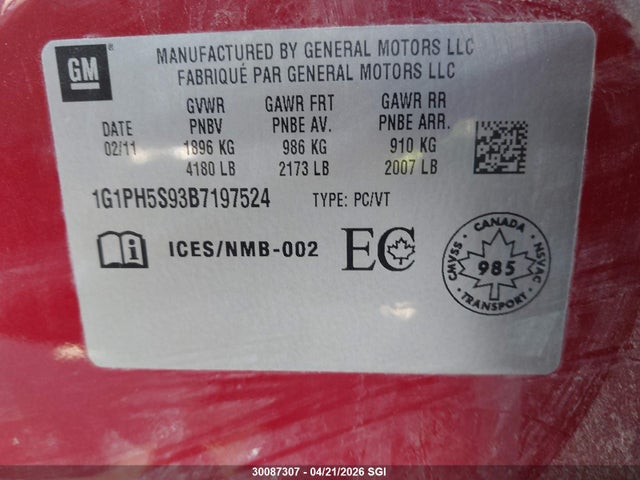 GM
MANUFACTURED BY GENERAL MOTORS LLC
FABRIQUÉ PAR GENERAL MOTORS LLC
GVWR GAWR FRT GAWR RR
DATE PNBV PNBE AV. PNBE ARR.
02/11 1896 KG 986 KG 910 KG
4180 LB 2173 LB 2007 LB
1G1PH5S93B7197524 TYPE: PC/VT
i ICES/NMB-002 EC
CANADA
CMVSS 985 NSVAC
TRANSPORT
30087307 - 04/21/2026 SGI